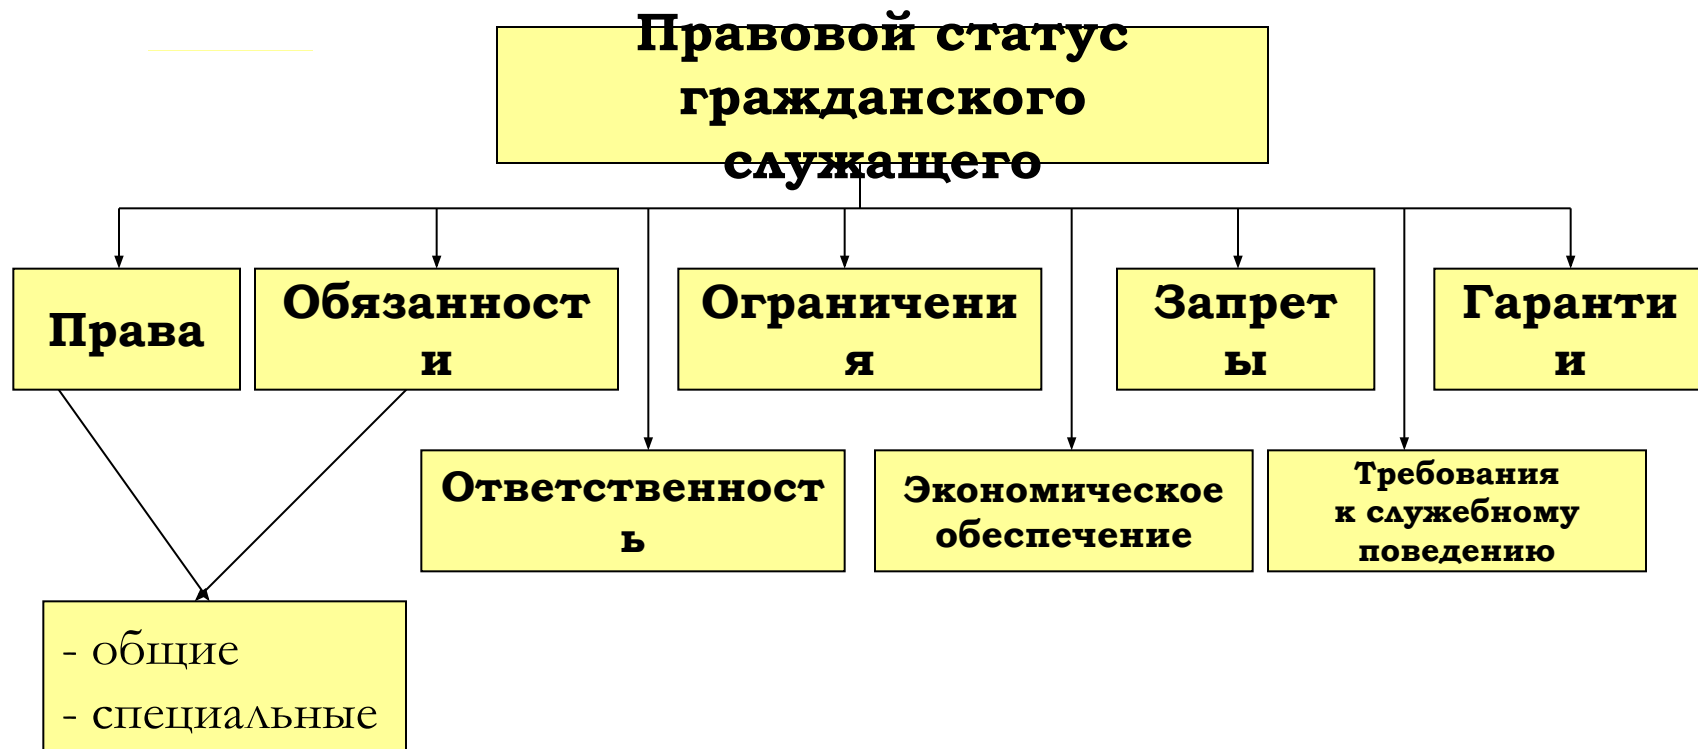 Правовой статус
гражданского
служащего
Права
Обязанност
и
Ограничени
я
Запрет
ы
Гаранти
и
Ответственност
ь
Экономическое
обеспечение
Требования
к служебному
поведению
- общие
- специальные